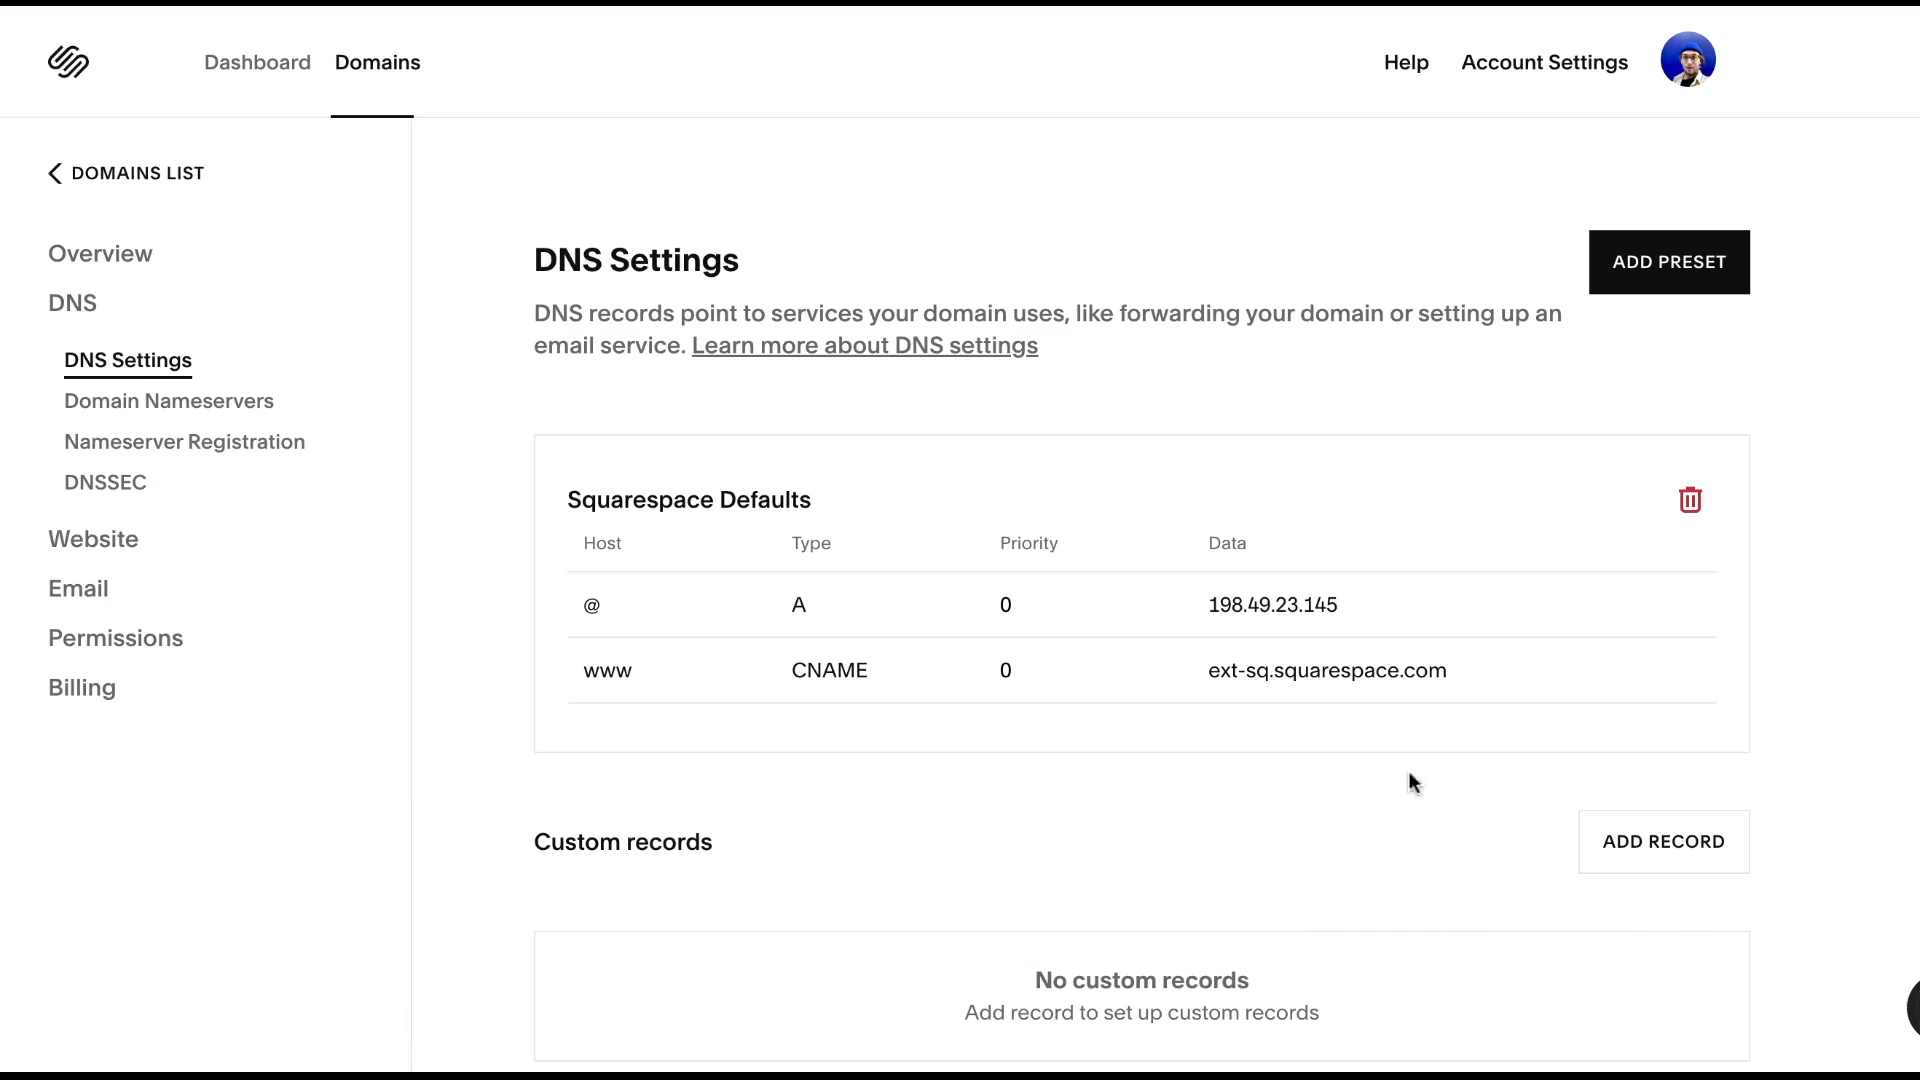 Dashboard Domains Help Account Settings
DOMAINS LIST
Overview
DNS
DNS Settings
Domain Nameservers
Nameserver Registration
DNSSEC
Website
Email
Permissions
Billing
DNS Settings
ADD PRESET
DNS records point to services your domain uses, like forwarding your domain or setting up an
email service. Learn more about DNS settings
Squarespace Defaults
Host Type Priority Data
@ A 0 198.49.23.145
www CNAME 0 ext-sq.squarespace.com
Custom records
ADD RECORD
No custom records
Add record to set up custom records